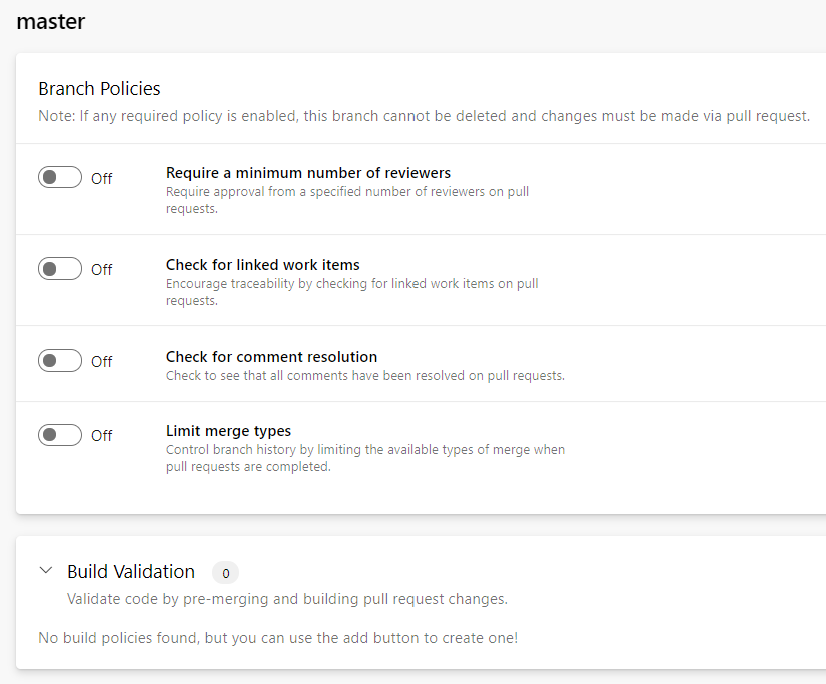 master
Branch Policies
Note: If any required policy is enabled, this branch cannot be deleted and changes must be made via pull request.
Off
Require a minimum number of reviewers
Require approval from a specified number of reviewers on pull
requests.
Off
Check for linked work items
Encourage traceability by checking for linked work items on pull
requests.
Off
Check for comment resolution
Check to see that all comments have been resolved on pull requests.
Off
Limit merge types
Control branch history by limiting the available types of merge when
pull requests are completed.
Build Validation 0
Validate code by pre-merging and building pull request changes.
No build policies found, but you can use the add button to create one!